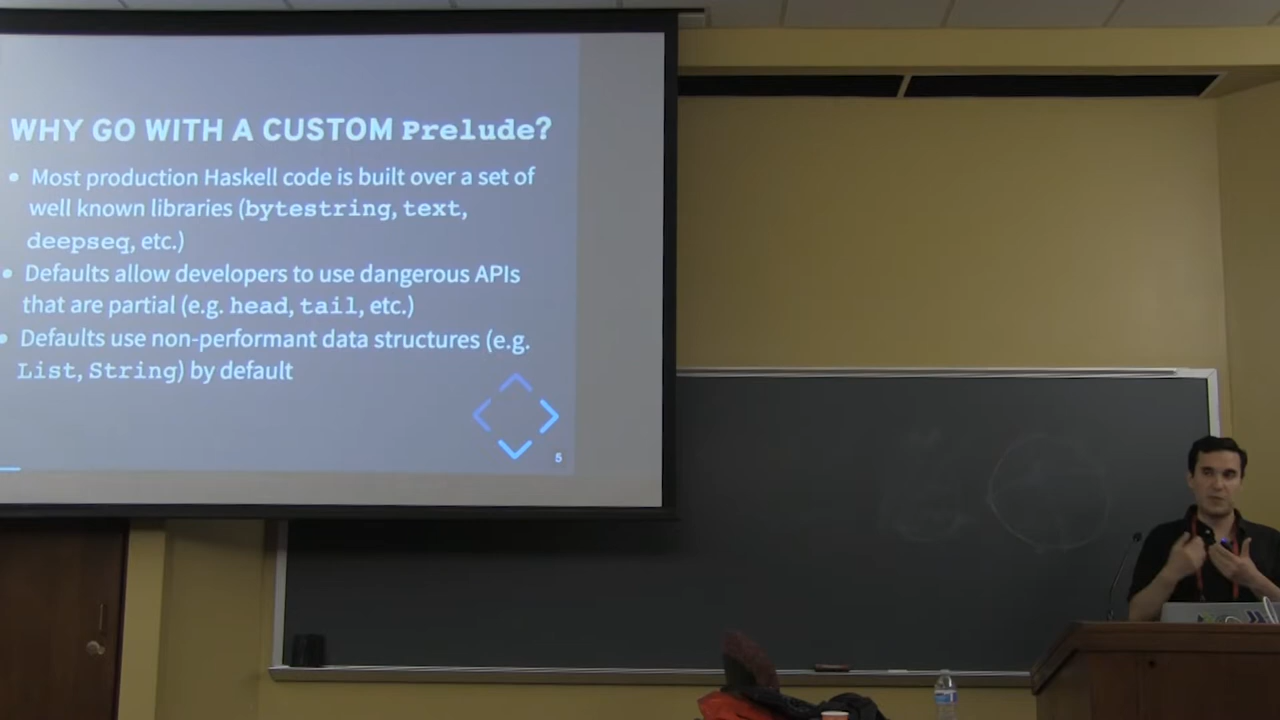 WHY GO WITH A CUSTOM Prelude?
• Most production Haskell code is built over a set of
well known libraries (bytestring, text,
deepseq, etc.)
• Defaults allow developers to use dangerous APIs
that are partial (e.g. head, tail, etc.)
• Defaults use non-performant data structures (e.g.
List, String) by default
5